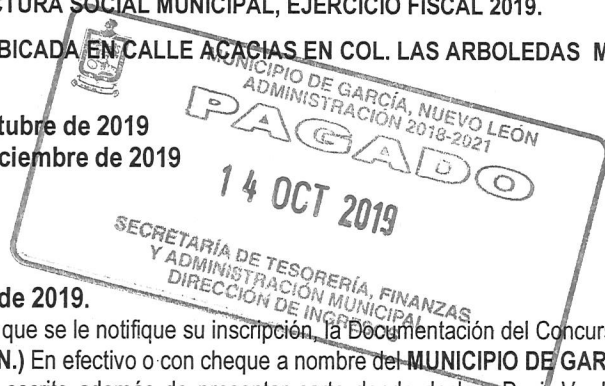 CTURA SOCIAL MUNICIPAL, EJERCICIO FISCAL 2019.
BICADA EN CALLE ACACIAS EN COL. LAS ARBOLEDAS M
MUNICIPIO DE GARCÍA, NUEVO LEÓN
ADMINISTRACIÓN 2018-2021
PAGADO
14 OCT 2019
SECRETARÍA DE TESORERÍA, FINANZAS
Y ADMINISTRACIÓN MUNICIPAL
DIRECCIÓN DE INGRESOS
tubre de 2019
ciembre de 2019
de 2019.
que se le notifique su inscripción, la Documentación del Concurs
N.) En efectivo o con cheque a nombre del MUNICIPIO DE GAR